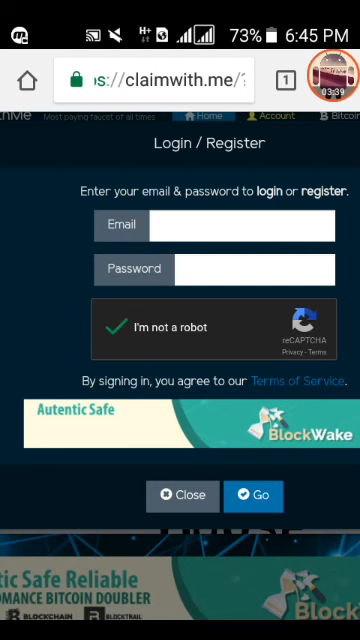 H+ 73% 6:45 PM
s://claimwith.me/? 1
03:39
Me Most paying faucet of all times Home Account Bitcoin
Login / Register
Enter your email & password to login or register.
Email
Password
I'm not a robot
reCAPTCHA
Privacy - Terms
By signing in, you agree to our Terms of Service.
Autentic Safe
BlockWake
Close Go
tic Safe Reliable
OMANCE BITCOIN DOUBLER
BLOCKCHAIN BLOCKTRAIL
Block